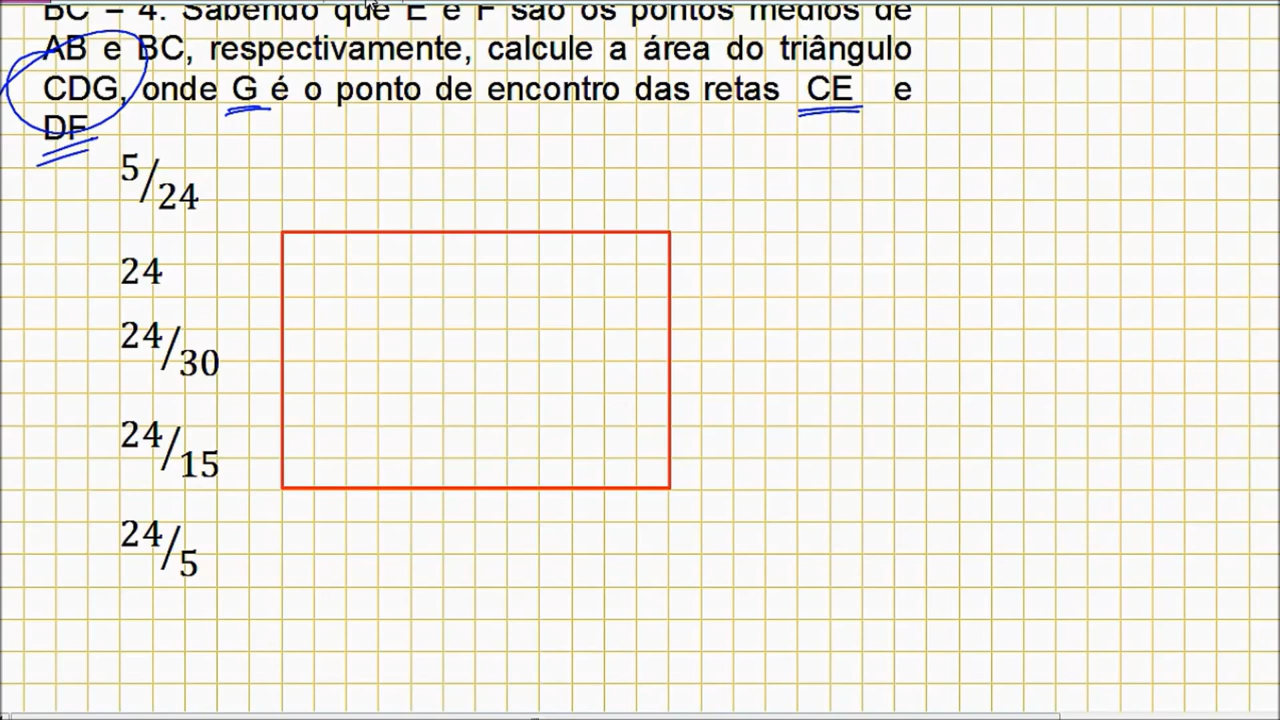 BC = 4. Sabendo que E e F são os pontos médios de
AB e BC, respectivamente, calcule a área do triângulo
CDG, onde G é o ponto de encontro das retas CE e
DF
5/24
24
24/30
24/15
24/5